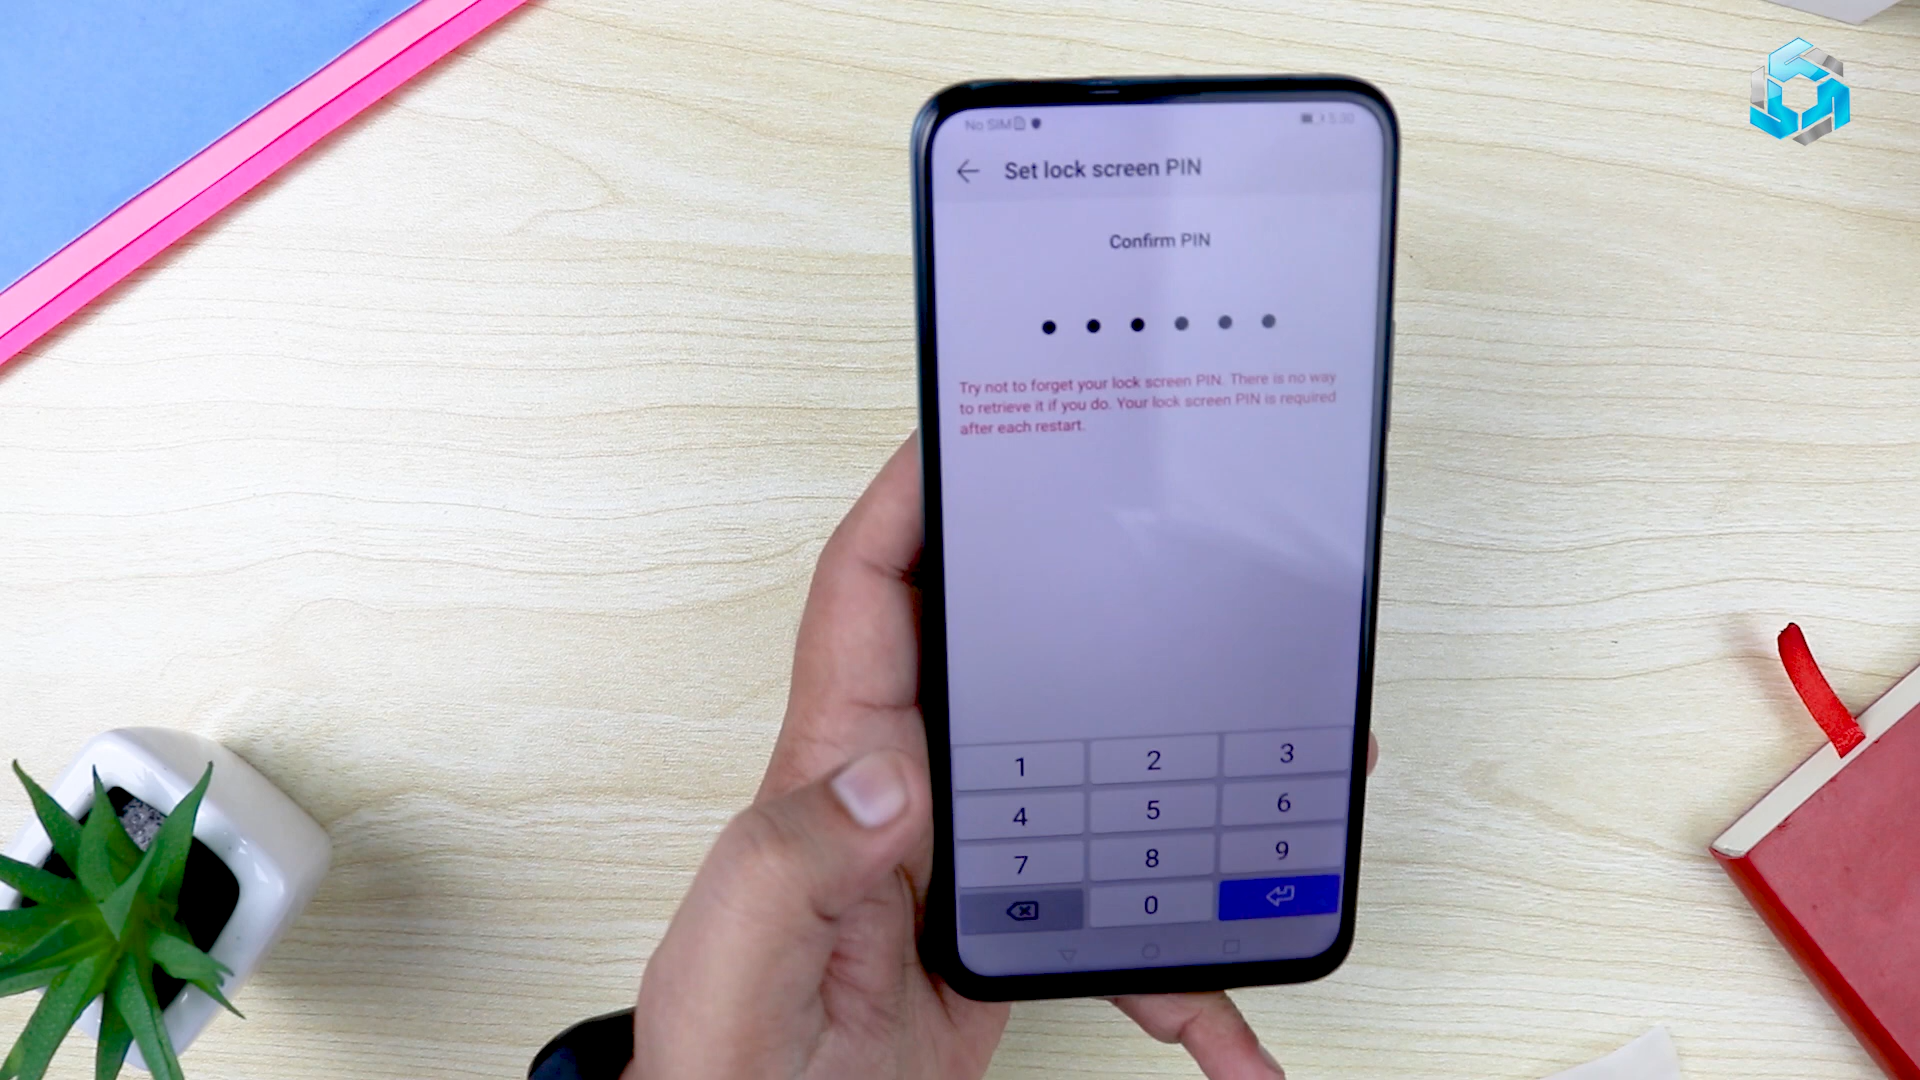 No SIM 5:30
Set lock screen PIN
Confirm PIN
Try not to forget your lock screen PIN. There is no way
to retrieve it if you do. Your lock screen PIN is required
after each restart.
1 2 3
4 5 6
7 8 9
0